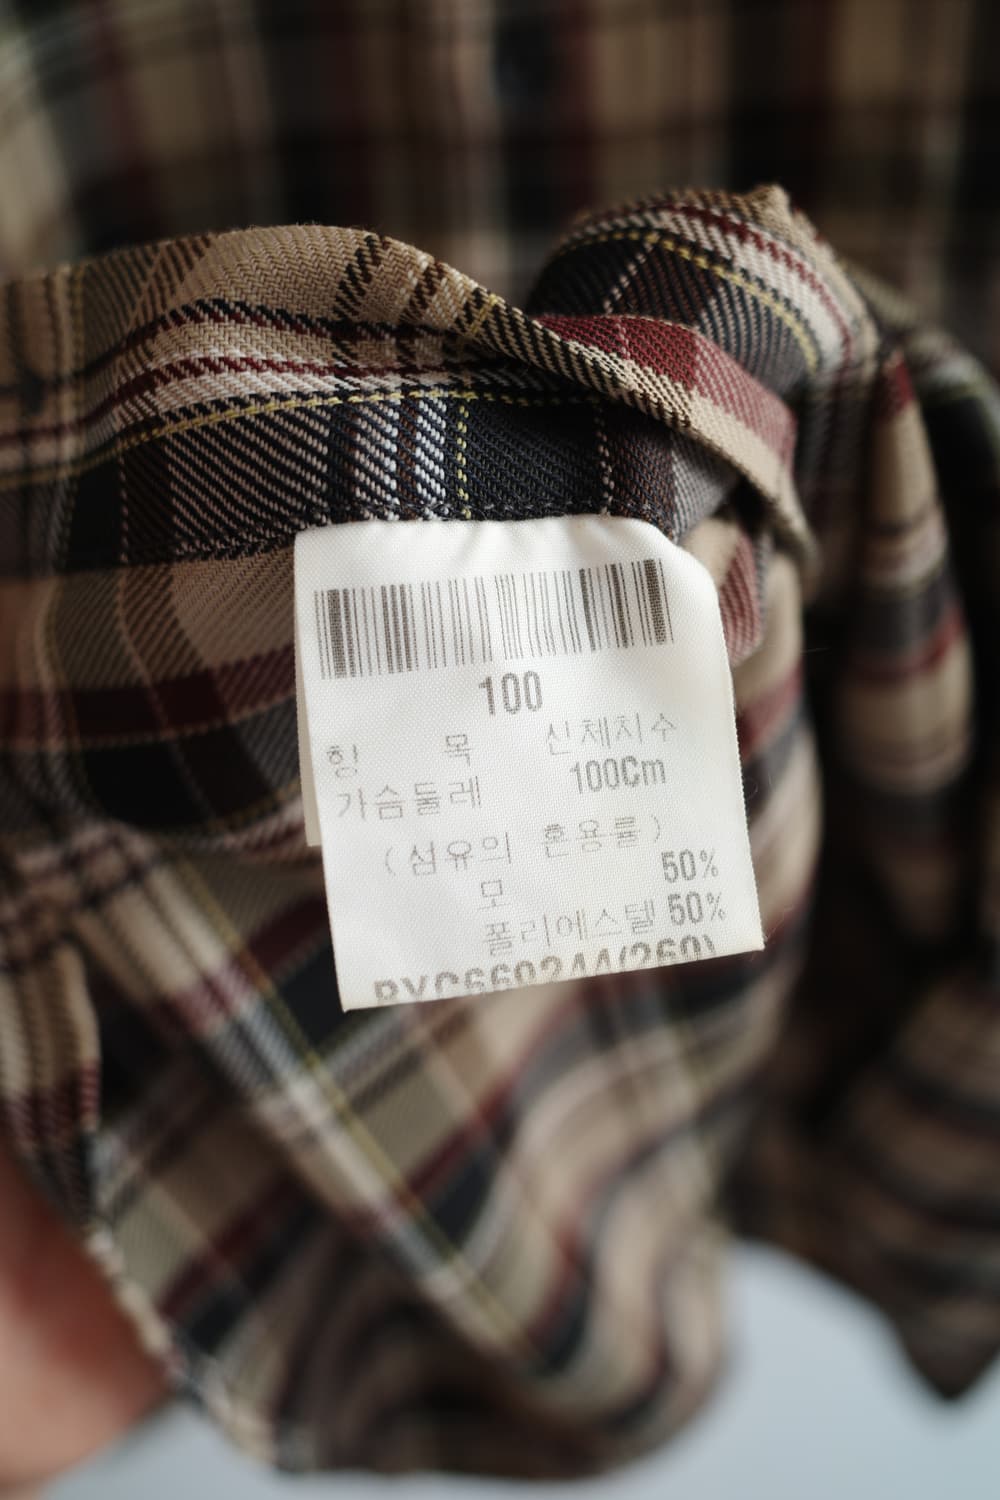 100
항 목 신체치수
가슴둘레 100Cm
(섬유의 혼용률)
모 50%
폴리에스텔 50%